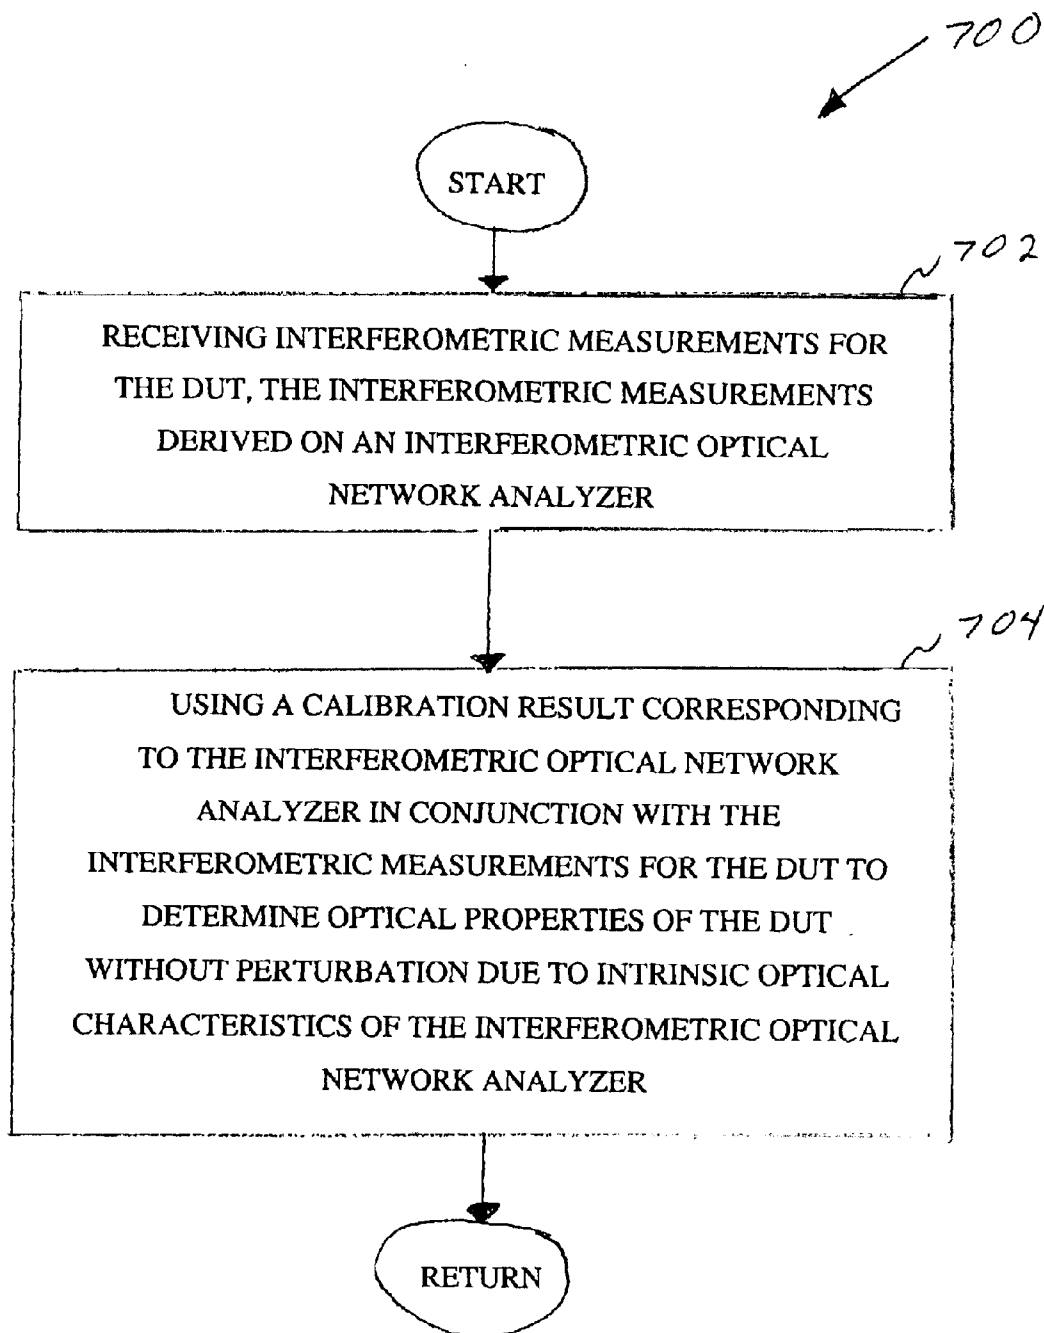 700
START
702
RECEIVING INTERFEROMETRIC MEASUREMENTS FOR
THE DUT, THE INTERFEROMETRIC MEASUREMENTS
DERIVED ON AN INTERFEROMETRIC OPTICAL
NETWORK ANALYZER
704
USING A CALIBRATION RESULT CORRESPONDING
TO THE INTERFEROMETRIC OPTICAL NETWORK
ANALYZER IN CONJUNCTION WITH THE
INTERFEROMETRIC MEASUREMENTS FOR THE DUT TO
DETERMINE OPTICAL PROPERTIES OF THE DUT
WITHOUT PERTURBATION DUE TO INTRINSIC OPTICAL
CHARACTERISTICS OF THE INTERFEROMETRIC OPTICAL
NETWORK ANALYZER
RETURN